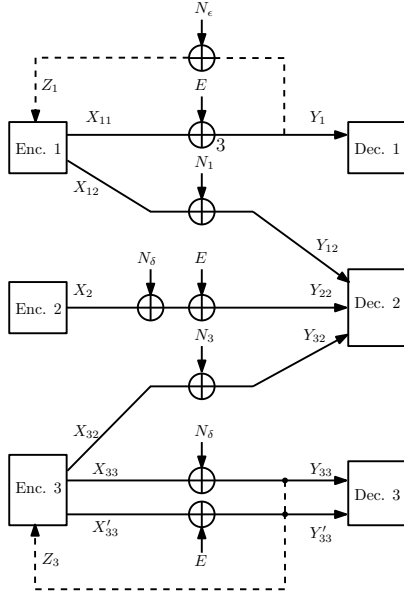 N_ϵ
Z_1
E
X_11
Y_1
Enc. 1
3
Dec. 1
N_1
X_12
Y_12
N_δ
E
X_2
Y_22
Enc. 2
Dec. 2
N_3
Y_32
X_32
N_δ
X_33
Y_33
Enc. 3
Dec. 3
X'_33
Y'_33
Z_3
E